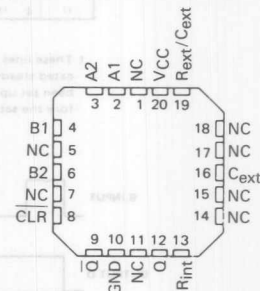 A2
A1
NC
VCC
Rext/Cext
3
2
1
20
19
B1 4
NC 5
B2 6
NC 7
CLR 8
18 NC
17 NC
16 Cext
15 NC
14 NC
9
10
11
12
13
Q
GND
NC
Q
Rint